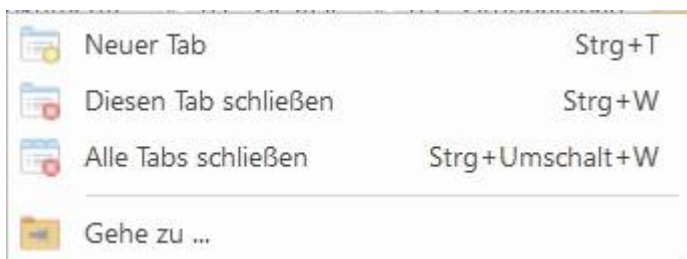 Neuer Tab Strg+T
Diesen Tab schließen Strg+W
Alle Tabs schließen Strg+Umschalt+W
Gehe zu ...